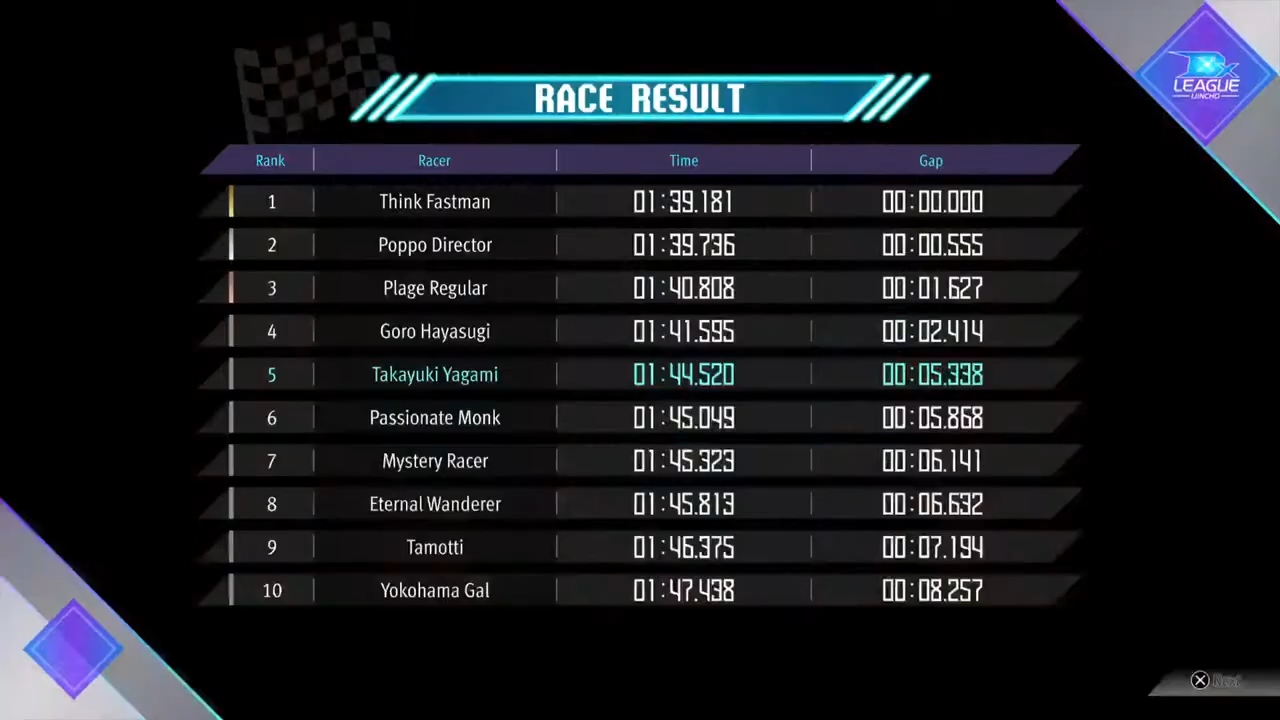 RACE RESULT
LEAGUE
IJINCHO
Rank Racer Time Gap
1 Think Fastman 01:39.181 00:00.000
2 Poppo Director 01:39.736 00:00.555
3 Plage Regular 01:40.808 00:01.627
4 Goro Hayasugi 01:41.595 00:02.414
5 Takayuki Yagami 01:44.520 00:05.338
6 Passionate Monk 01:45.049 00:05.868
7 Mystery Racer 01:45.323 00:06.141
8 Eternal Wanderer 01:45.813 00:06.632
9 Tamotti 01:46.375 00:07.194
10 Yokohama Gal 01:47.438 00:08.257
Next